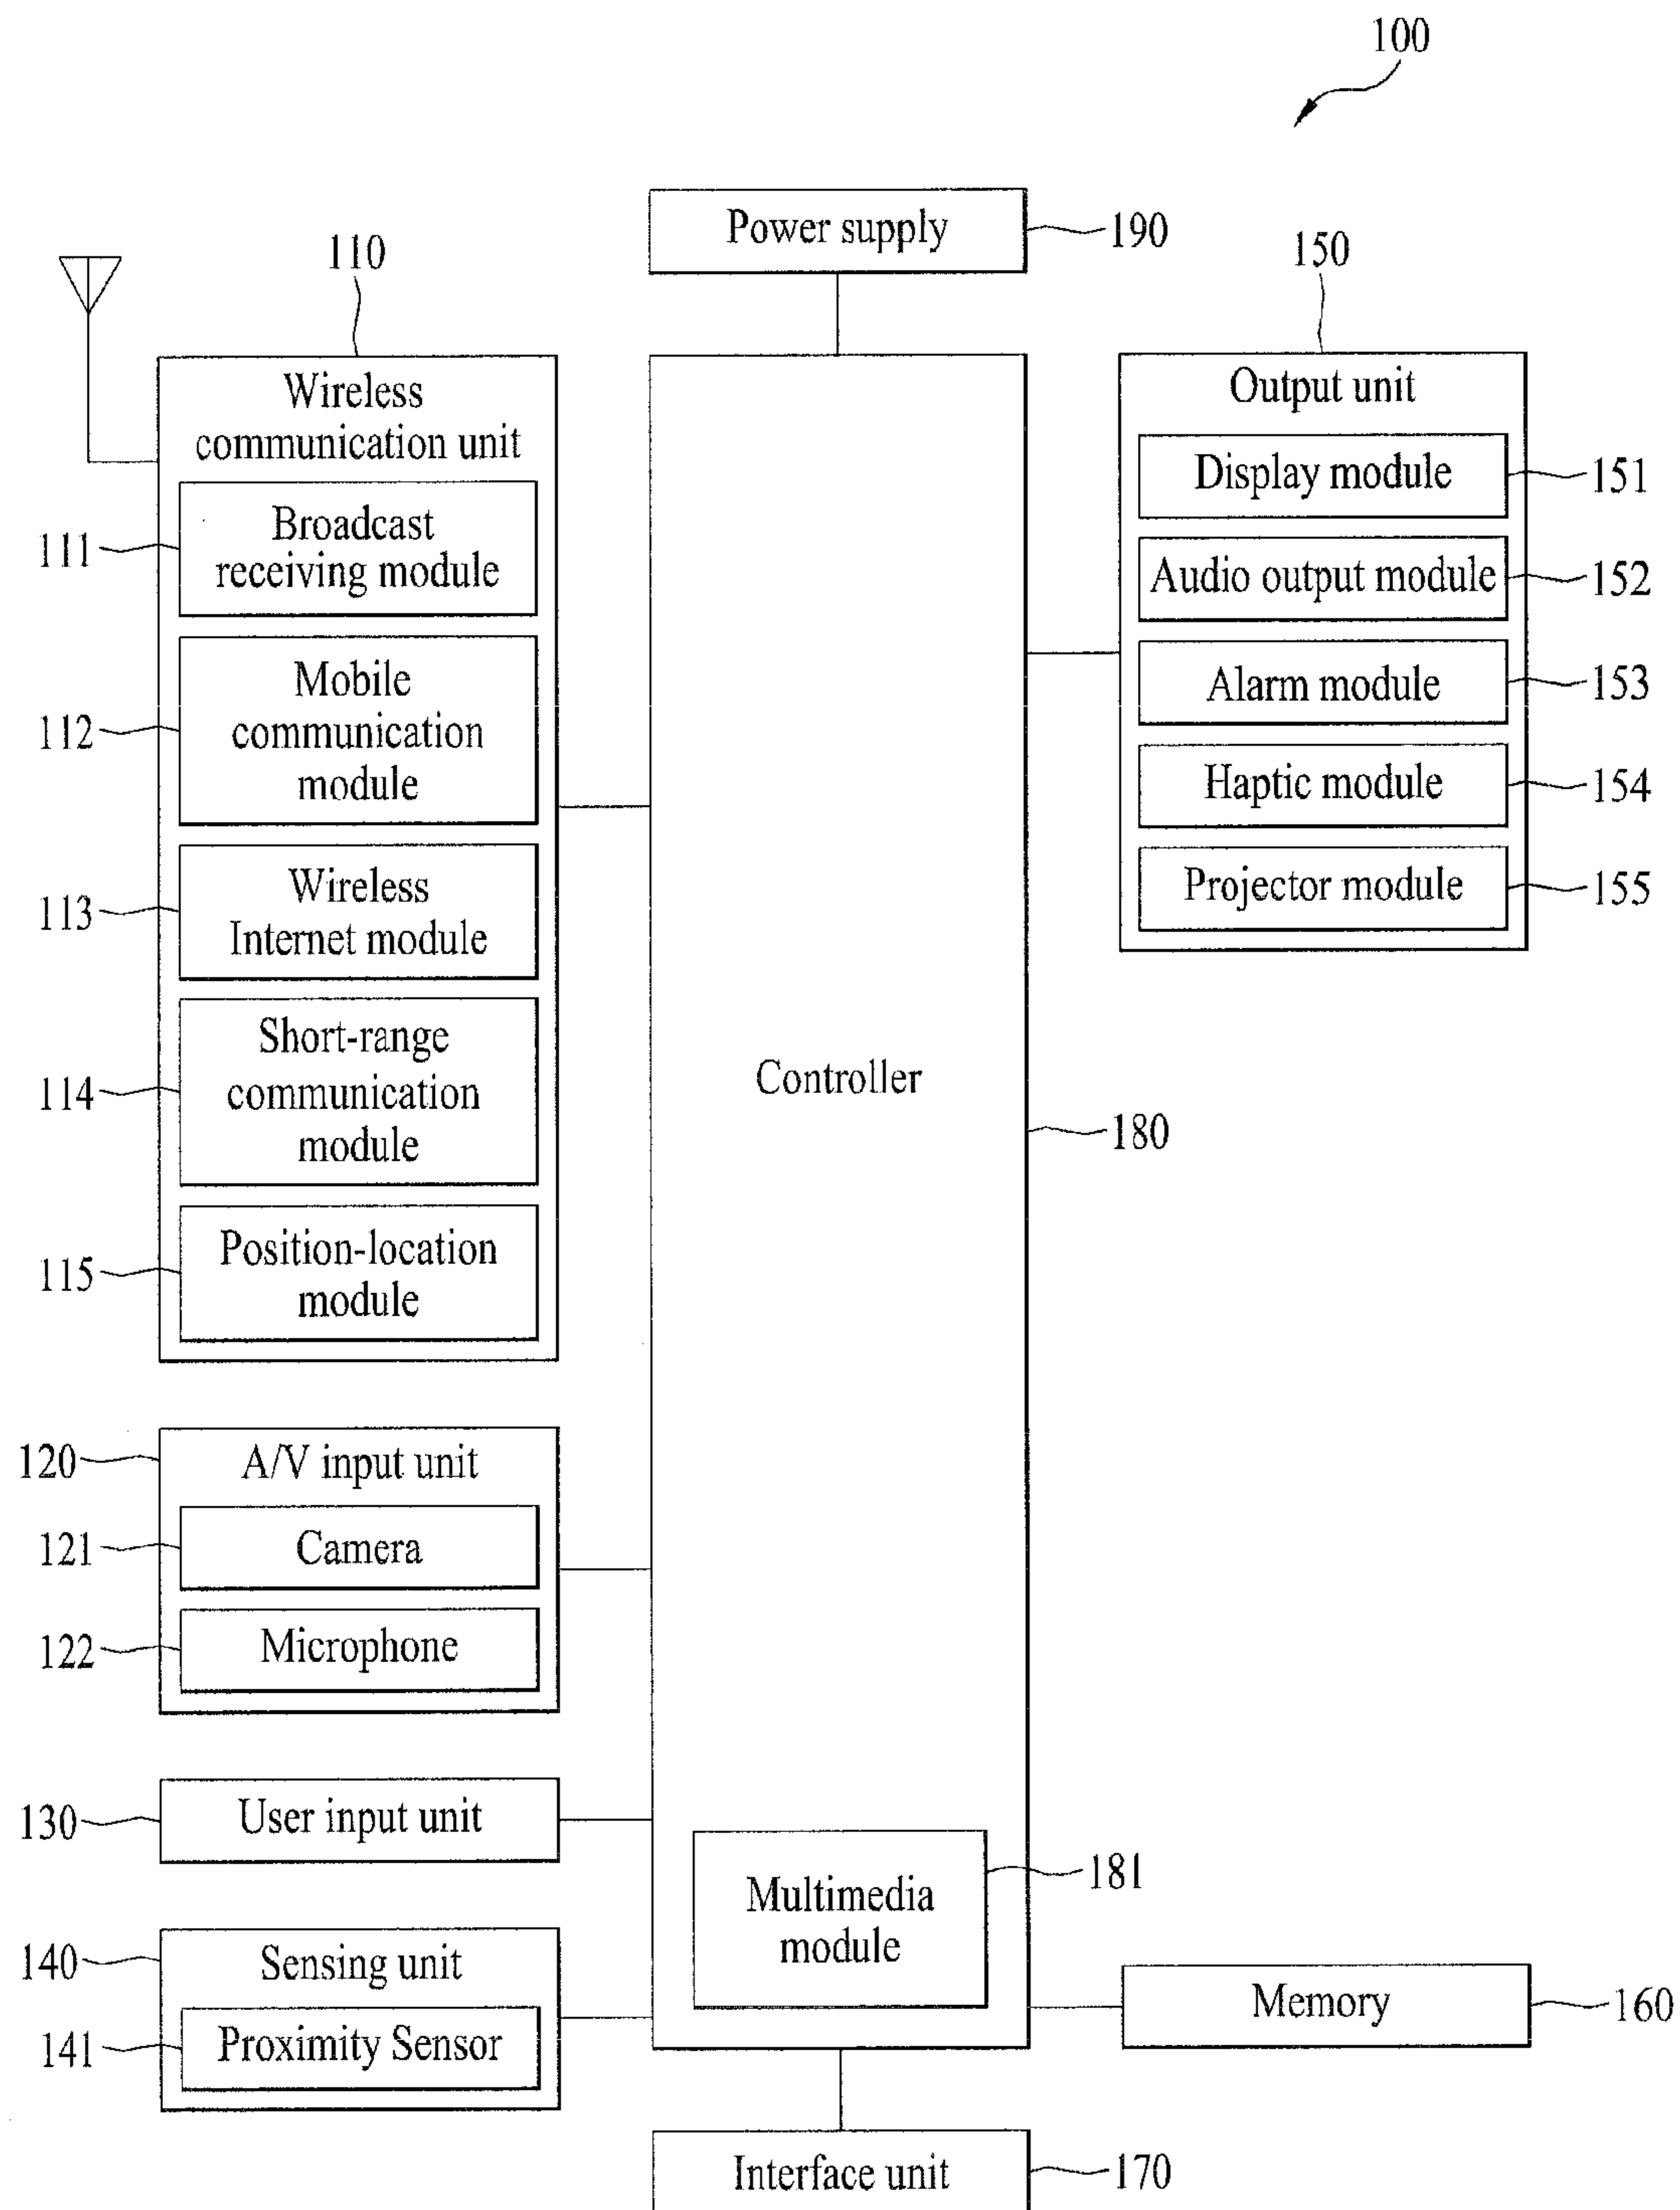 100
Power supply
190
110
150
Wireless
communication unit
Output unit
Display module
151
Broadcast
receiving module
111
Audio output module
152
Mobile
communication
module
112
Alarm module
153
Haptic module
154
Wireless
Internet module
113
Projector module
155
Short-range
communication
module
114
Controller
180
Position-location
module
115
120
A/V input unit
121
Camera
122
Microphone
130
User input unit
Multimedia
module
181
140
Sensing unit
141
Proximity Sensor
Memory
160
Interface unit
170